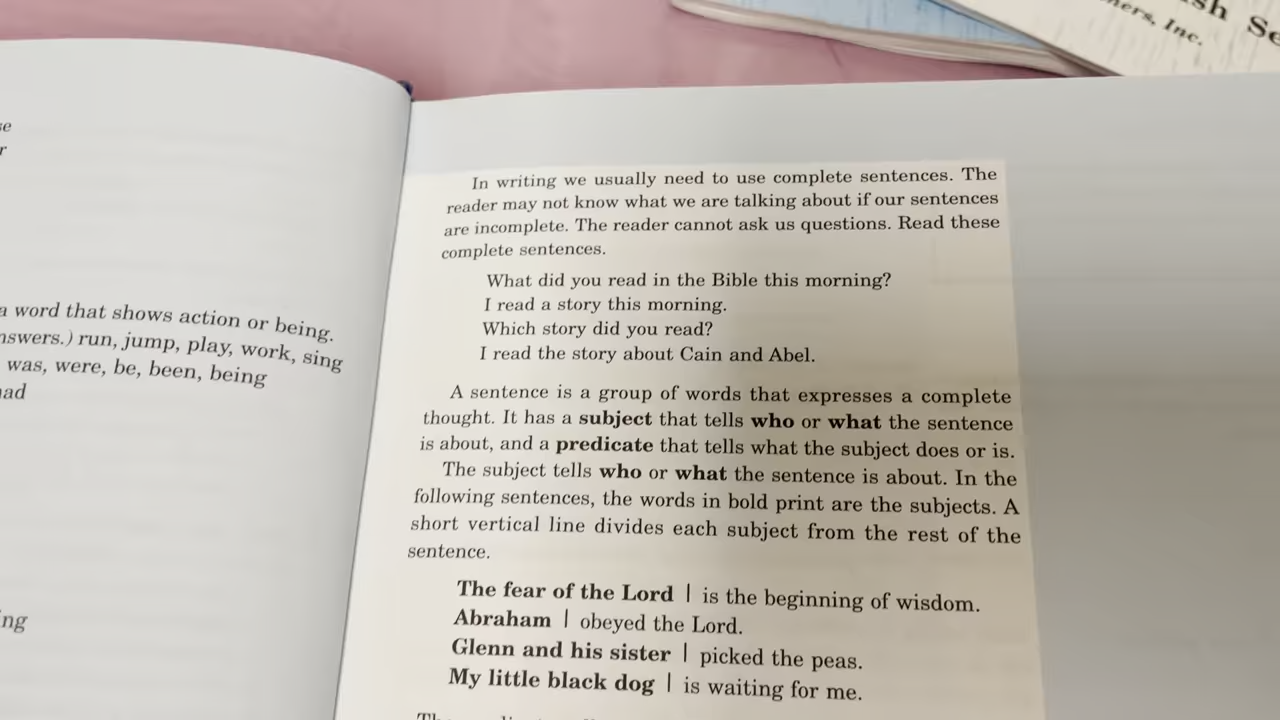 sh Se
hers, Inc.
a word that shows action or being.
nswers.) run, jump, play, work, sing
was, were, be, been, being
ad
ng
In writing we usually need to use complete sentences. The
reader may not know what we are talking about if our sentences
are incomplete. The reader cannot ask us questions. Read these
complete sentences.
What did you read in the Bible this morning?
I read a story this morning.
Which story did you read?
I read the story about Cain and Abel.
A sentence is a group of words that expresses a complete
thought. It has a subject that tells who or what the sentence
is about, and a predicate that tells what the subject does or is.
The subject tells who or what the sentence is about. In the
following sentences, the words in bold print are the subjects. A
short vertical line divides each subject from the rest of the
sentence.
The fear of the Lord | is the beginning of wisdom.
Abraham | obeyed the Lord.
Glenn and his sister | picked the peas.
My little black dog | is waiting for me.